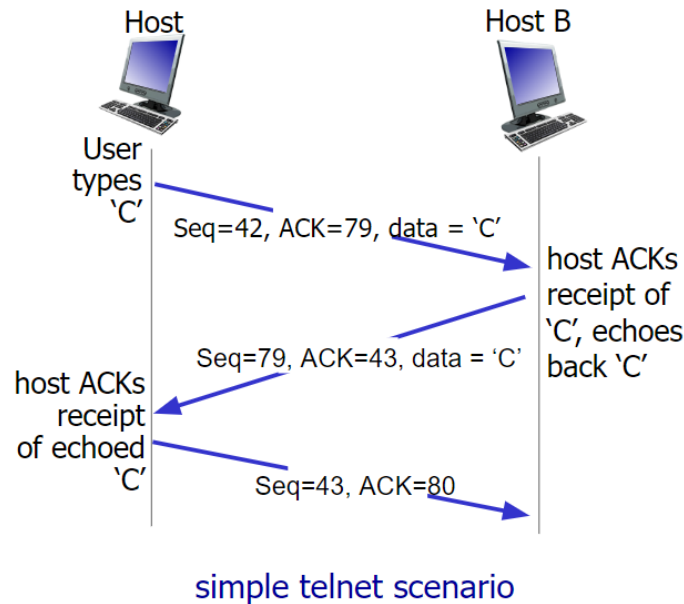 Host
Host B
User
types
‘C’
Seq=42, ACK=79, data = ‘C’
host ACKs
receipt of
‘C’, echoes
back ‘C’
Seq=79, ACK=43, data = ‘C’
host ACKs
receipt
of echoed
‘C’
Seq=43, ACK=80
simple telnet scenario